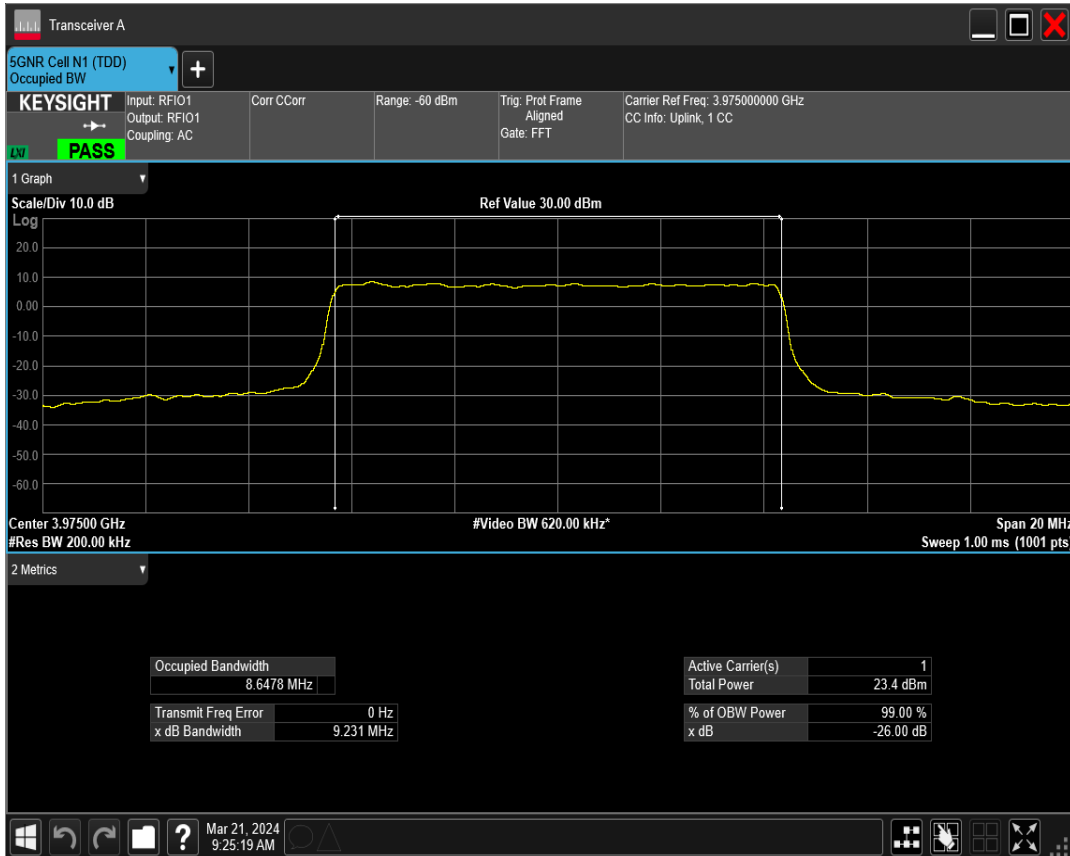 Transceiver A
5GNR Cell N1 (TDD)
Occupied BW
+
KEYSIGHT
LXI
PASS
Input: RFIO1
Output: RFIO1
Coupling: AC
Corr CCorr
Range: -60 dBm
Trig: Prot Frame
Aligned
Gate: FFT
Carrier Ref Freq: 3.975000000 GHz
CC Info: Uplink, 1 CC
1 Graph
Scale/Div 10.0 dB
Ref Value 30.00 dBm
Log
20.0
10.0
0.00
-10.0
-20.0
-30.0
-40.0
-50.0
-60.0
Center 3.97500 GHz
#Video BW 620.00 kHz*
Span 20 MHz
#Res BW 200.00 kHz
Sweep 1.00 ms (1001 pts)
2 Metrics
Occupied Bandwidth
8.6478 MHz
Transmit Freq Error 0 Hz
x dB Bandwidth 9.231 MHz
Active Carrier(s) 1
Total Power 23.4 dBm
% of OBW Power 99.00 %
x dB -26.00 dB
?
Mar 21, 2024
9:25:19 AM